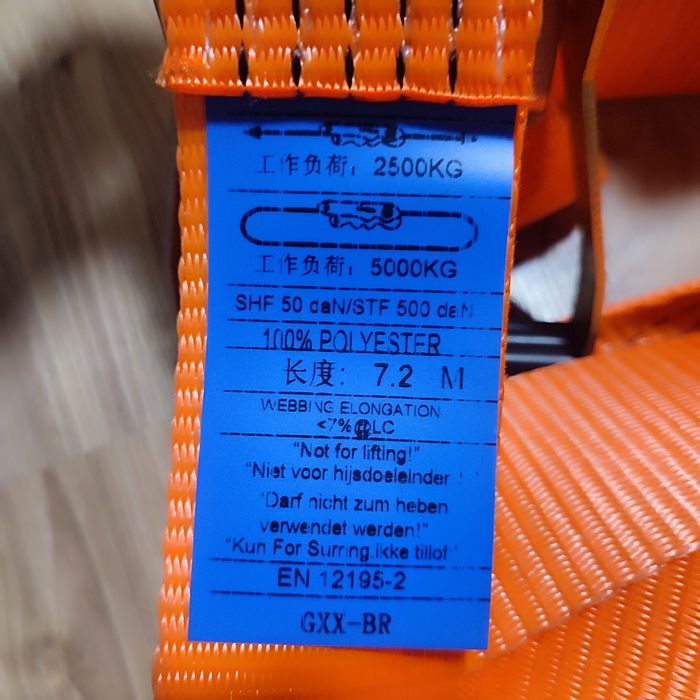 工作负荷: 2500KG
工作负荷: 5000KG
SHF 50 daN/STF 500 daN
100% POLYESTER
长度: 7.2 M
WEBBING ELONGATION
<7%@LC
"Not for lifting!"
"Niet voor hijsdoeleinder
"Darf nicht zum heben
verwendet werden!"
"Kun For Surring.ikke tillof
EN 12195-2
GXX-BR